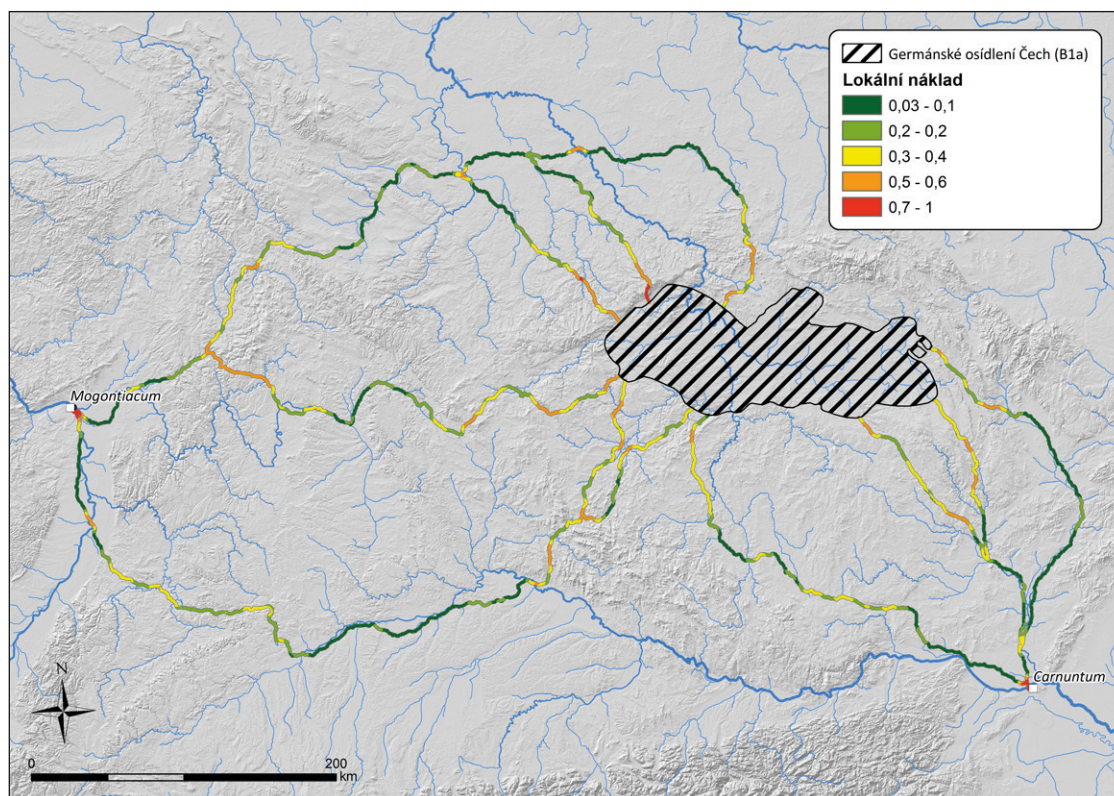 Germánské osídlení Čech (B1a)
Lokální náklad
0,03 - 0,1
0,2 - 0,2
0,3 - 0,4
0,5 - 0,6
0,7 - 1
Mogontiacum
Carnuntum
N
0 200
km